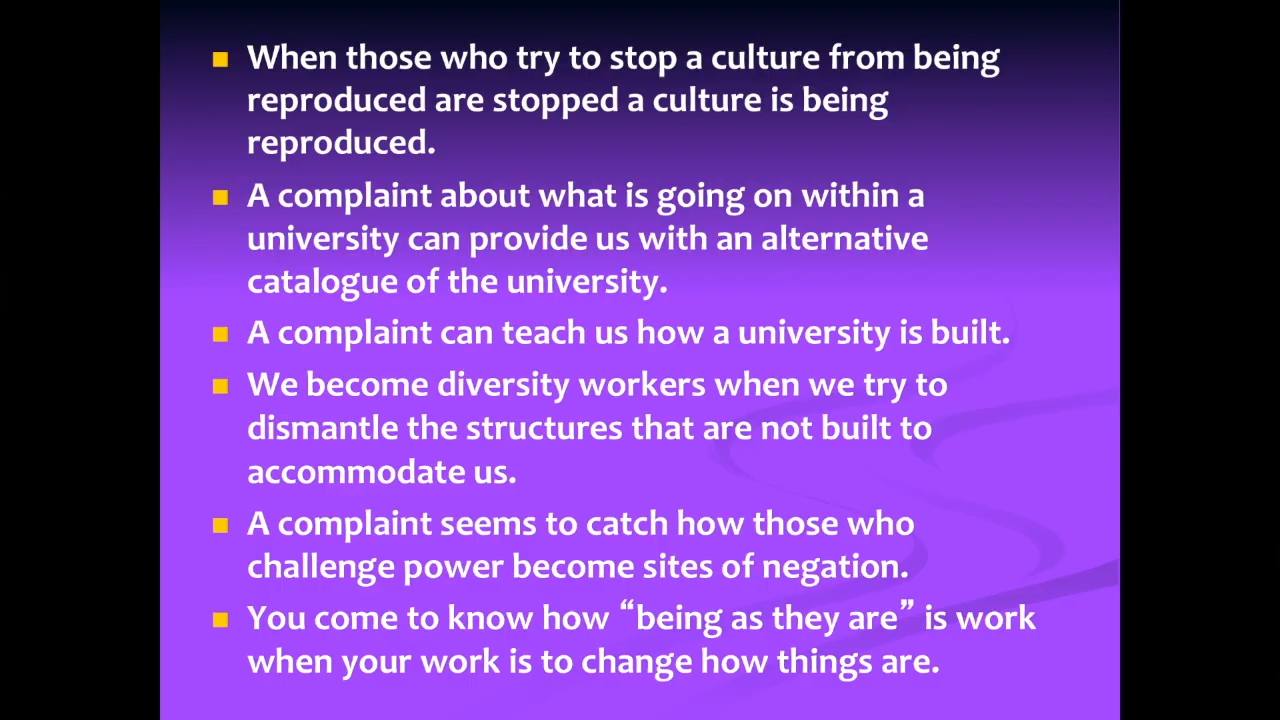 When those who try to stop a culture from being
reproduced are stopped a culture is being
reproduced.
A complaint about what is going on within a
university can provide us with an alternative
catalogue of the university.
A complaint can teach us how a university is built.
We become diversity workers when we try to
dismantle the structures that are not built to
accommodate us.
A complaint seems to catch how those who
challenge power become sites of negation.
You come to know how “being as they are” is work
when your work is to change how things are.